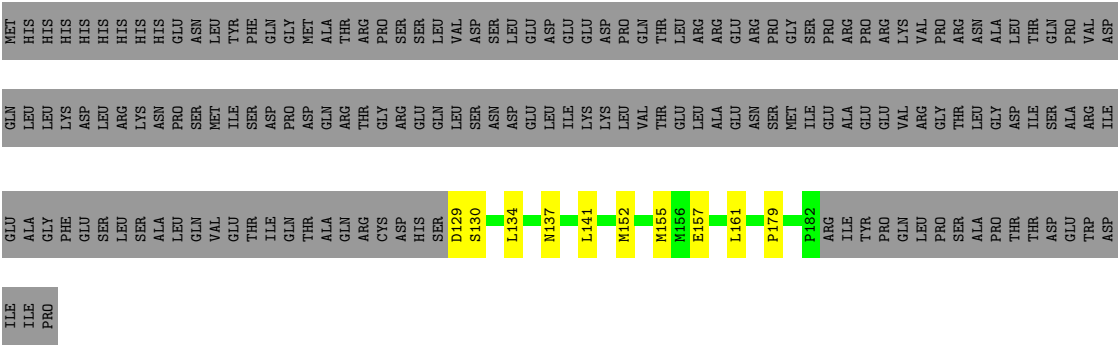 MET HIS HIS HIS HIS HIS HIS HIS HIS HIS HIS GLU ASN LEU TYR PHE GLN GLY MET ALA THR ARG PRO SER SER LEU VAL ASP SER LEU GLU ASP GLU GLU ASP PRO GLN THR LEU ARG ARG GLU ARG PRO GLY SER PRO ARG PRO ARG LYS VAL PRO ARG ASN ALA LEU THR GLN PRO VAL ASP
GLN LEU LEU LYS ASP LEU ARG LYS ASN PRO SER MET ILE SER ASP PRO ASP GLN ARG THR GLY ARG GLU GLN LEU SER ASN ASP GLU LEU ILE LYS LYS LEU VAL THR GLU LEU ALA GLU ASN SER MET ILE GLU ALA GLU GLU VAL ARG GLY THR LEU GLY ASP ILE SER ALA ARG ILE
GLU ALA GLY PHE GLU SER LEU SER ALA LEU GLN VAL GLU THR ILE GLN THR ALA GLN ARG CYS ASP HIS SER D129 S130 L134 N137 L141 M152 M155 M156 E157 L161 P179 P182 ARG ILE TYR PRO GLN LEU PRO SER ALA PRO THR THR ASP GLU TRP ASP
ILE ILE PRO